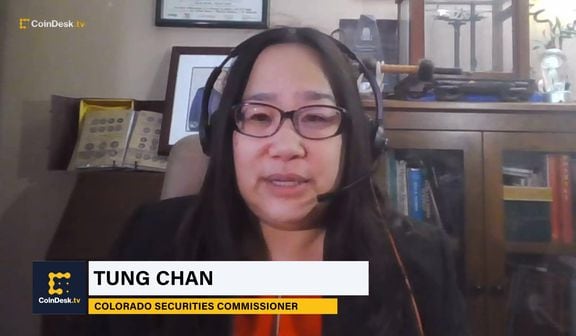 CoinDesk.tv
TUNG CHAN
CoinDesk.tv
COLORADO SECURITIES COMMISSIONER